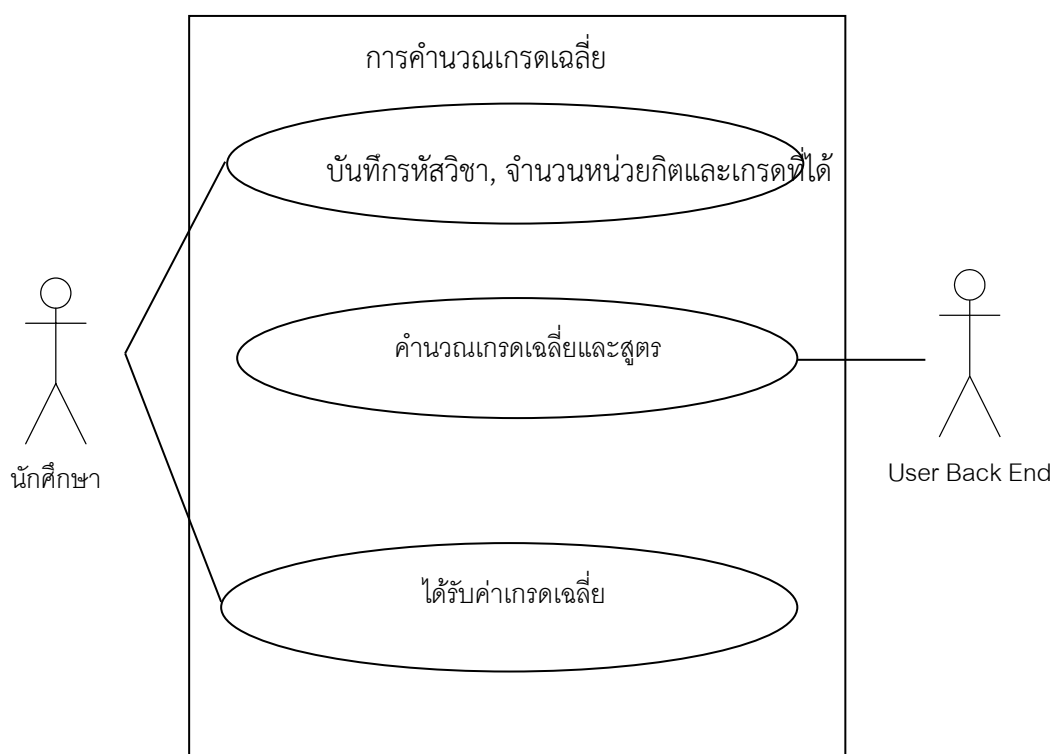 การคำนวณเกรดเฉลี่ย
บันทึกรหัสวิชา, จำนวนหน่วยกิตและเกรดที่ได้
คำนวณเกรดเฉลี่ยและสูตร
นักศึกษา
User Back End
ได้รับค่าเกรดเฉลี่ย